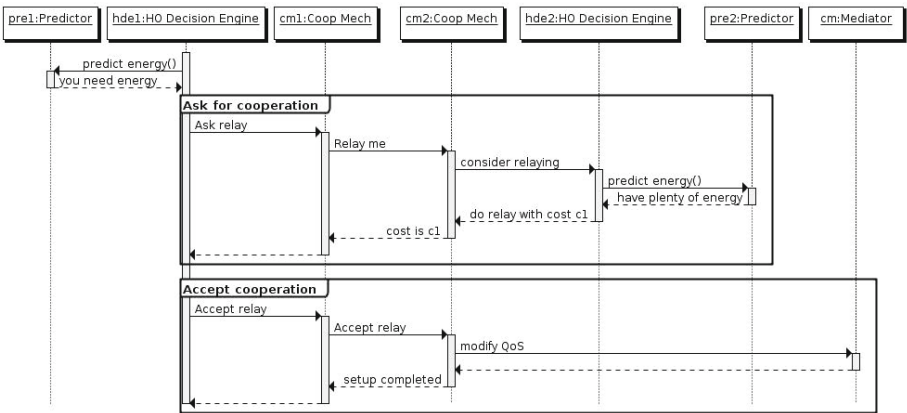 pre1:Predictor
hde1:HO Decision Engine
cm1:Coop Mech
cm2:Coop Mech
hde2:HO Decision Engine
pre2:Predictor
cm:Mediator
predict energy()
you need energy
Ask for cooperation
Ask relay
Relay me
consider relaying
predict energy()
have plenty of energy
do relay with cost c1
cost is c1
Accept cooperation
Accept relay
Accept relay
modify QoS
setup completed